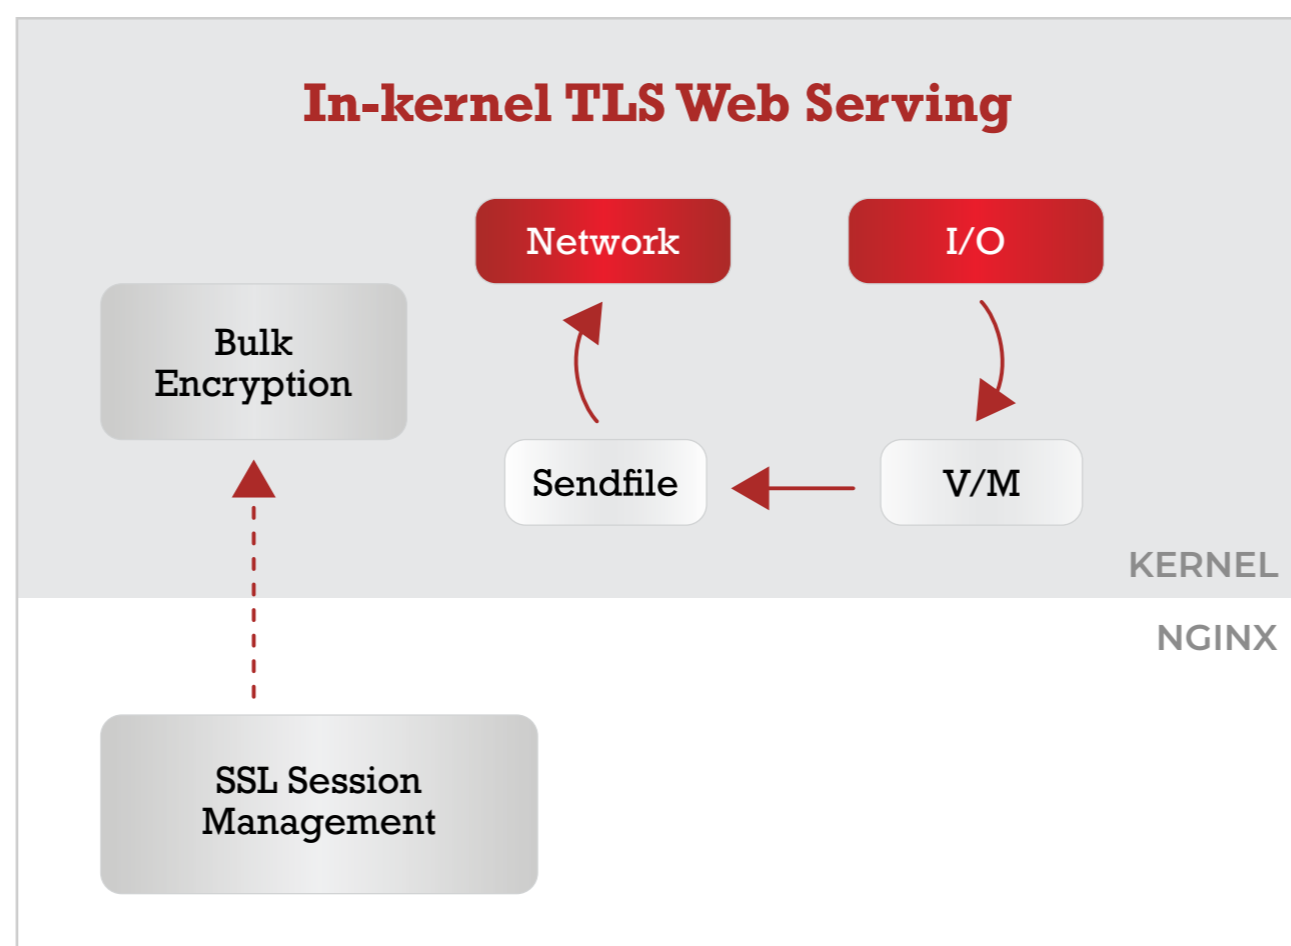 In-kernel TLS Web Serving
Network
I/O
Bulk
Encryption
Sendfile
V/M
KERNEL
NGINX
SSL Session
Management